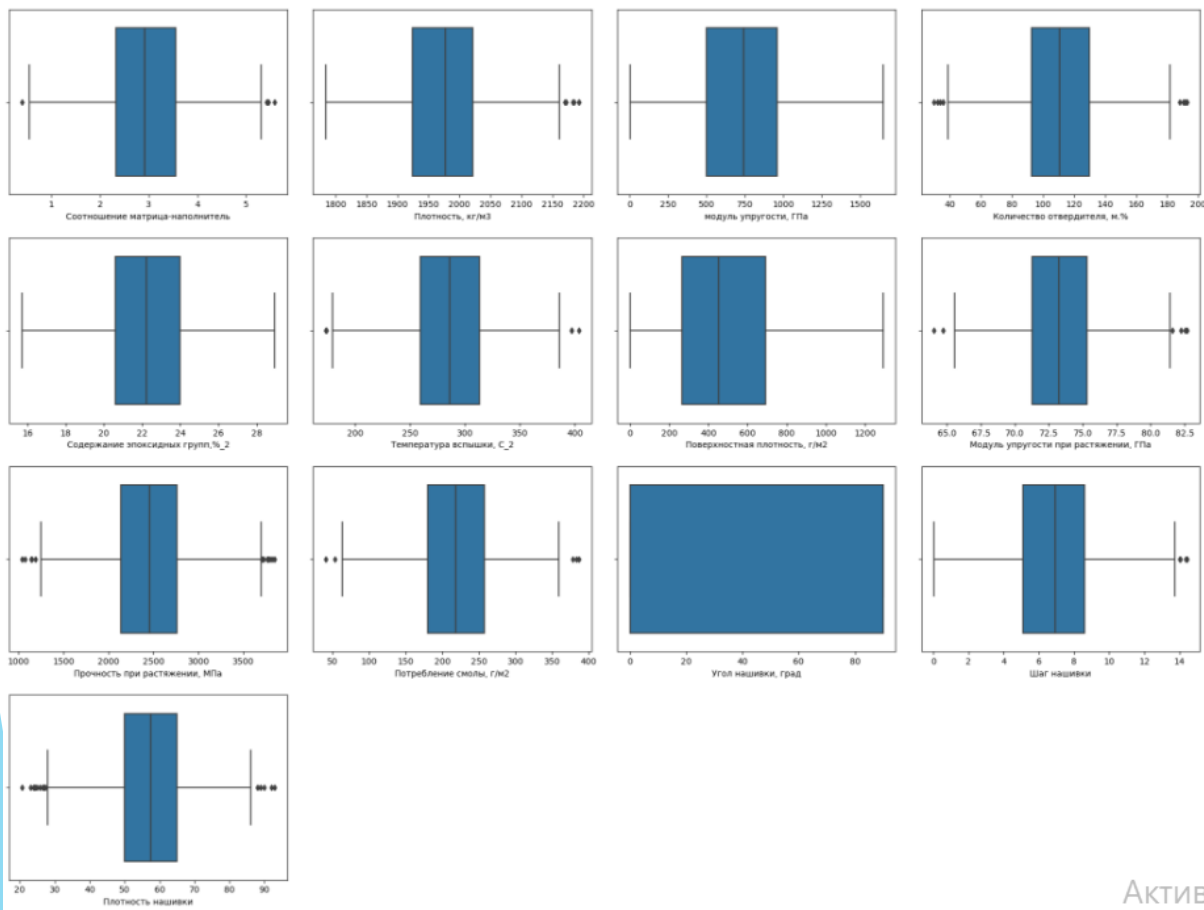 1 2 3 4 5
Соотношение матрица-наполнитель
1800 1850 1900 1950 2000 2050 2100 2150 2200
Плотность, кг/м3
0 250 500 750 1000 1250 1500
модуль упругости, ГПа
40 60 80 100 120 140 160 180 200
Количество отвердителя, м.%
16 18 20 22 24 26 28
Содержание эпоксидных групп,%_2
200 250 300 350 400
Температура вспышки, С_2
0 200 400 600 800 1000 1200
Поверхностная плотность, г/м2
65.0 67.5 70.0 72.5 75.0 77.5 80.0 82.5
Модуль упругости при растяжении, ГПа
1000 1500 2000 2500 3000 3500
Прочность при растяжении, МПа
50 100 150 200 250 300 350 400
Потребление смолы, г/м2
0 20 40 60 80
Угол нашивки, град
0 2 4 6 8 10 12 14
Шаг нашивки
20 30 40 50 60 70 80 90
Плотность нашивки
Актив